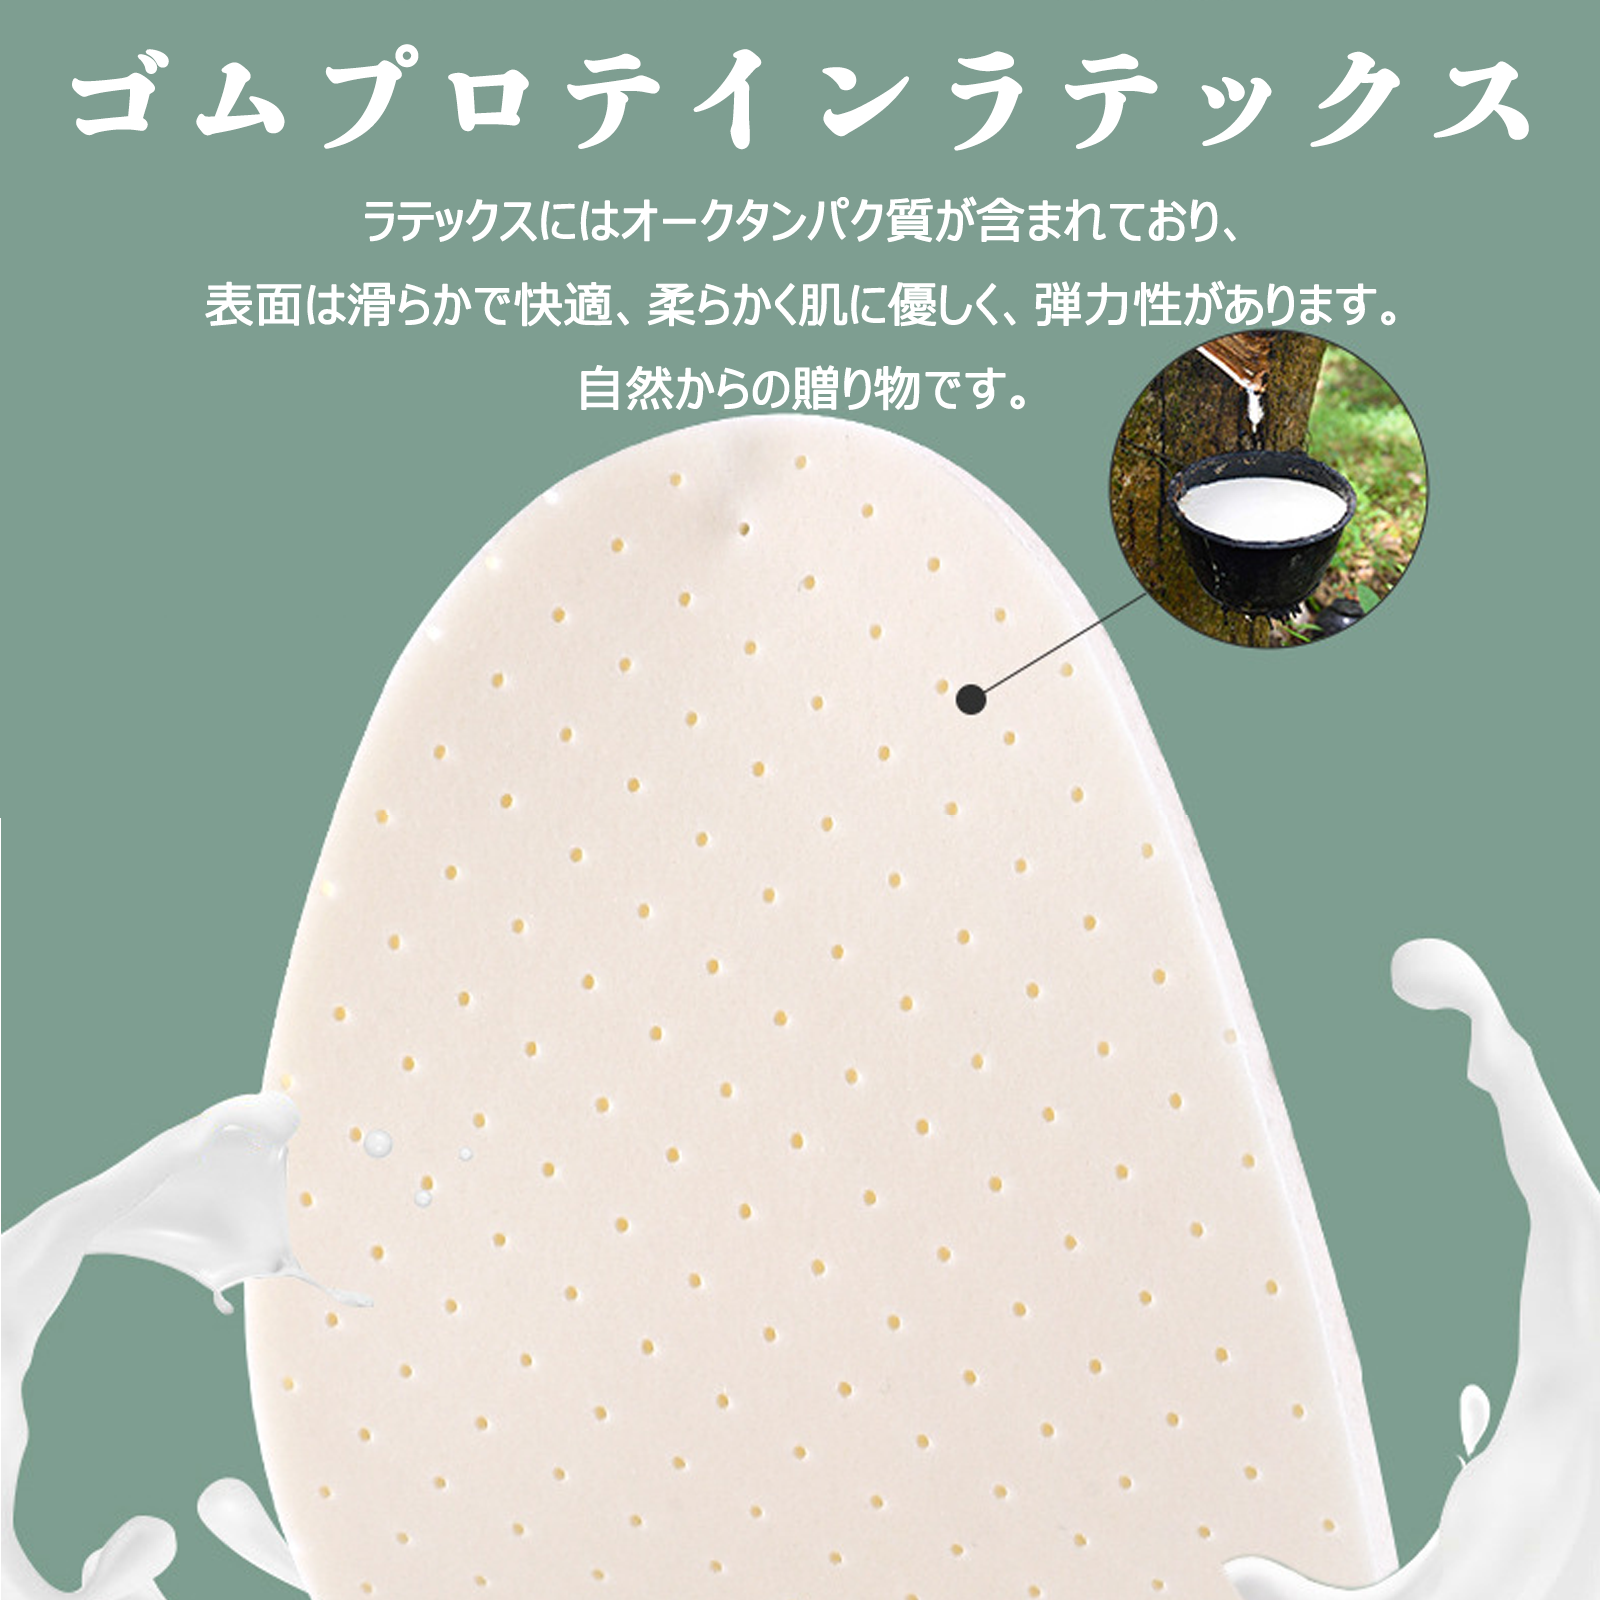 ゴムプロテインラテックス
ラテックスにはオークタンパク質が含まれており、
表面は滑らかで快適、柔らかく肌に優しく、弾力性があります。
自然からの贈り物です。